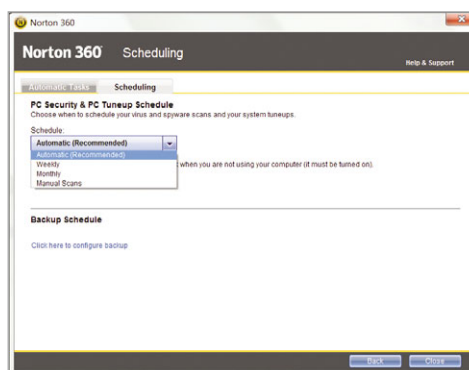 Norton 360
Norton 360 Scheduling
Help & Support
Automatic Tasks Scheduling
PC Security & PC Tuneup Schedule
Choose when to schedule your virus and spyware scans and your system tuneups.
Schedule:
Automatic (Recommended)
Automatic (Recommended)
Weekly when you are not using your computer (it must be turned on).
Monthly
Manual Scans
Backup Schedule
Click here to configure backup
Back Close